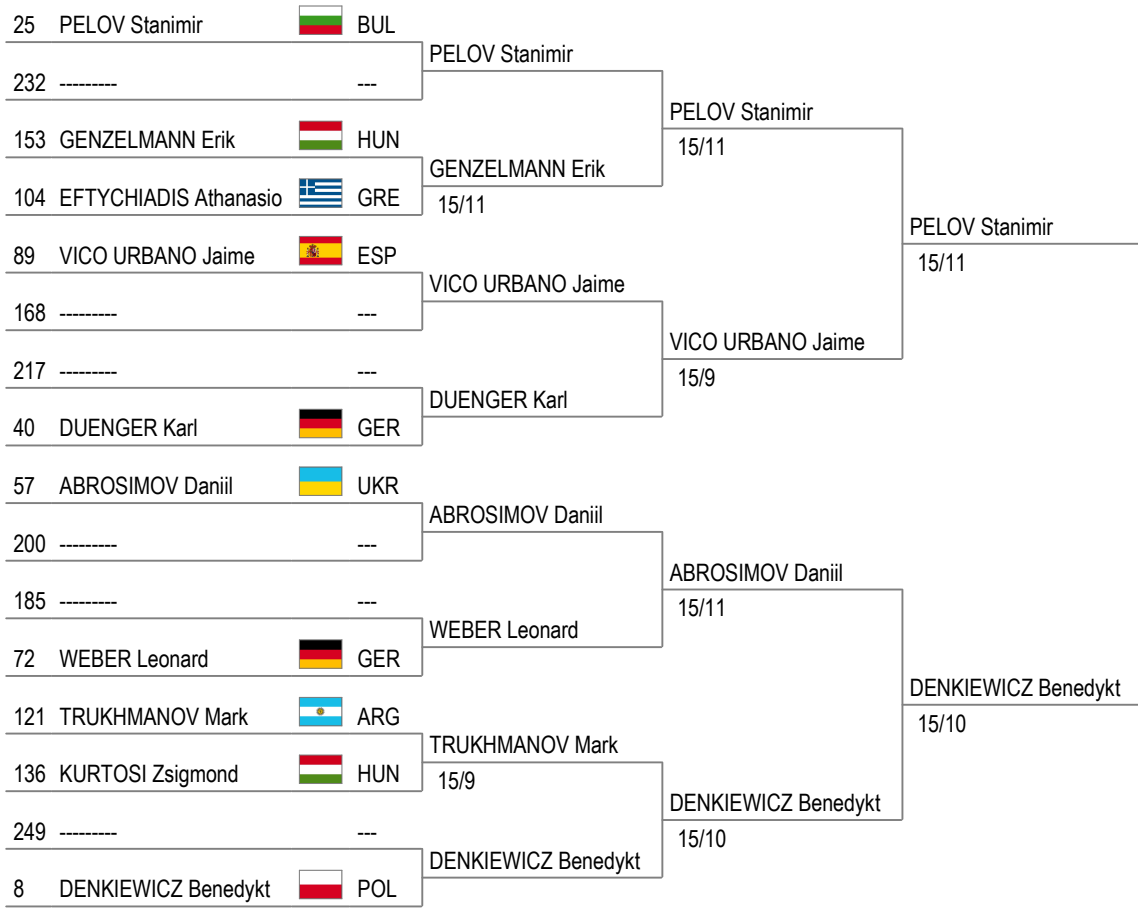 25 PELOV Stanimir BUL
PELOV Stanimir
232 --------- ---
PELOV Stanimir
15/11
153 GENZELMANN Erik HUN
GENZELMANN Erik
15/11
104 EFTYCHIADIS Athanasio GRE
PELOV Stanimir
15/11
89 VICO URBANO Jaime ESP
VICO URBANO Jaime
168 --------- ---
VICO URBANO Jaime
15/9
217 --------- ---
DUENGER Karl
40 DUENGER Karl GER
57 ABROSIMOV Daniil UKR
ABROSIMOV Daniil
200 --------- ---
ABROSIMOV Daniil
15/11
185 --------- ---
WEBER Leonard
72 WEBER Leonard GER
DENKIEWICZ Benedykt
15/10
121 TRUKHMANOV Mark ARG
TRUKHMANOV Mark
15/9
136 KURTOSI Zsigmond HUN
DENKIEWICZ Benedykt
15/10
249 --------- ---
DENKIEWICZ Benedykt
8 DENKIEWICZ Benedykt POL